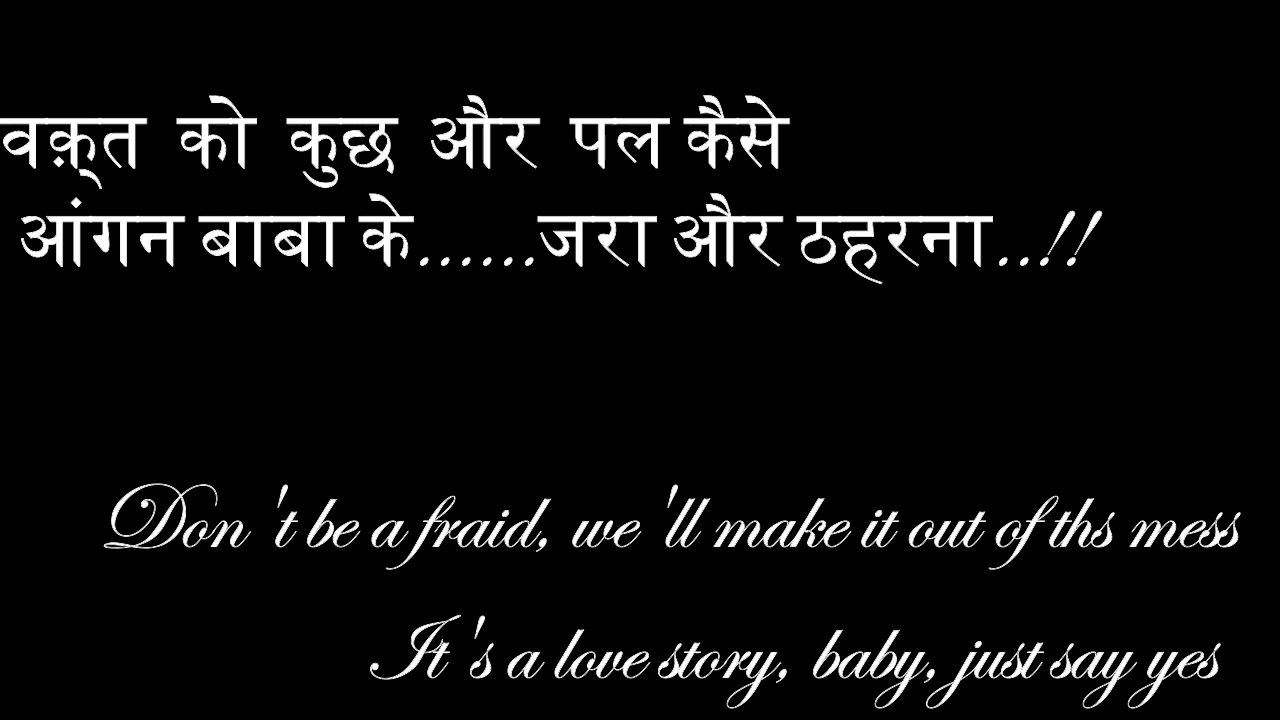 वक़्त को कुछ और पल कैसे
आंगन बाबा के......जरा और ठहरना..!!
Don't be afraid, we'll make it out of ths mess
It's a love story, baby, just say yes